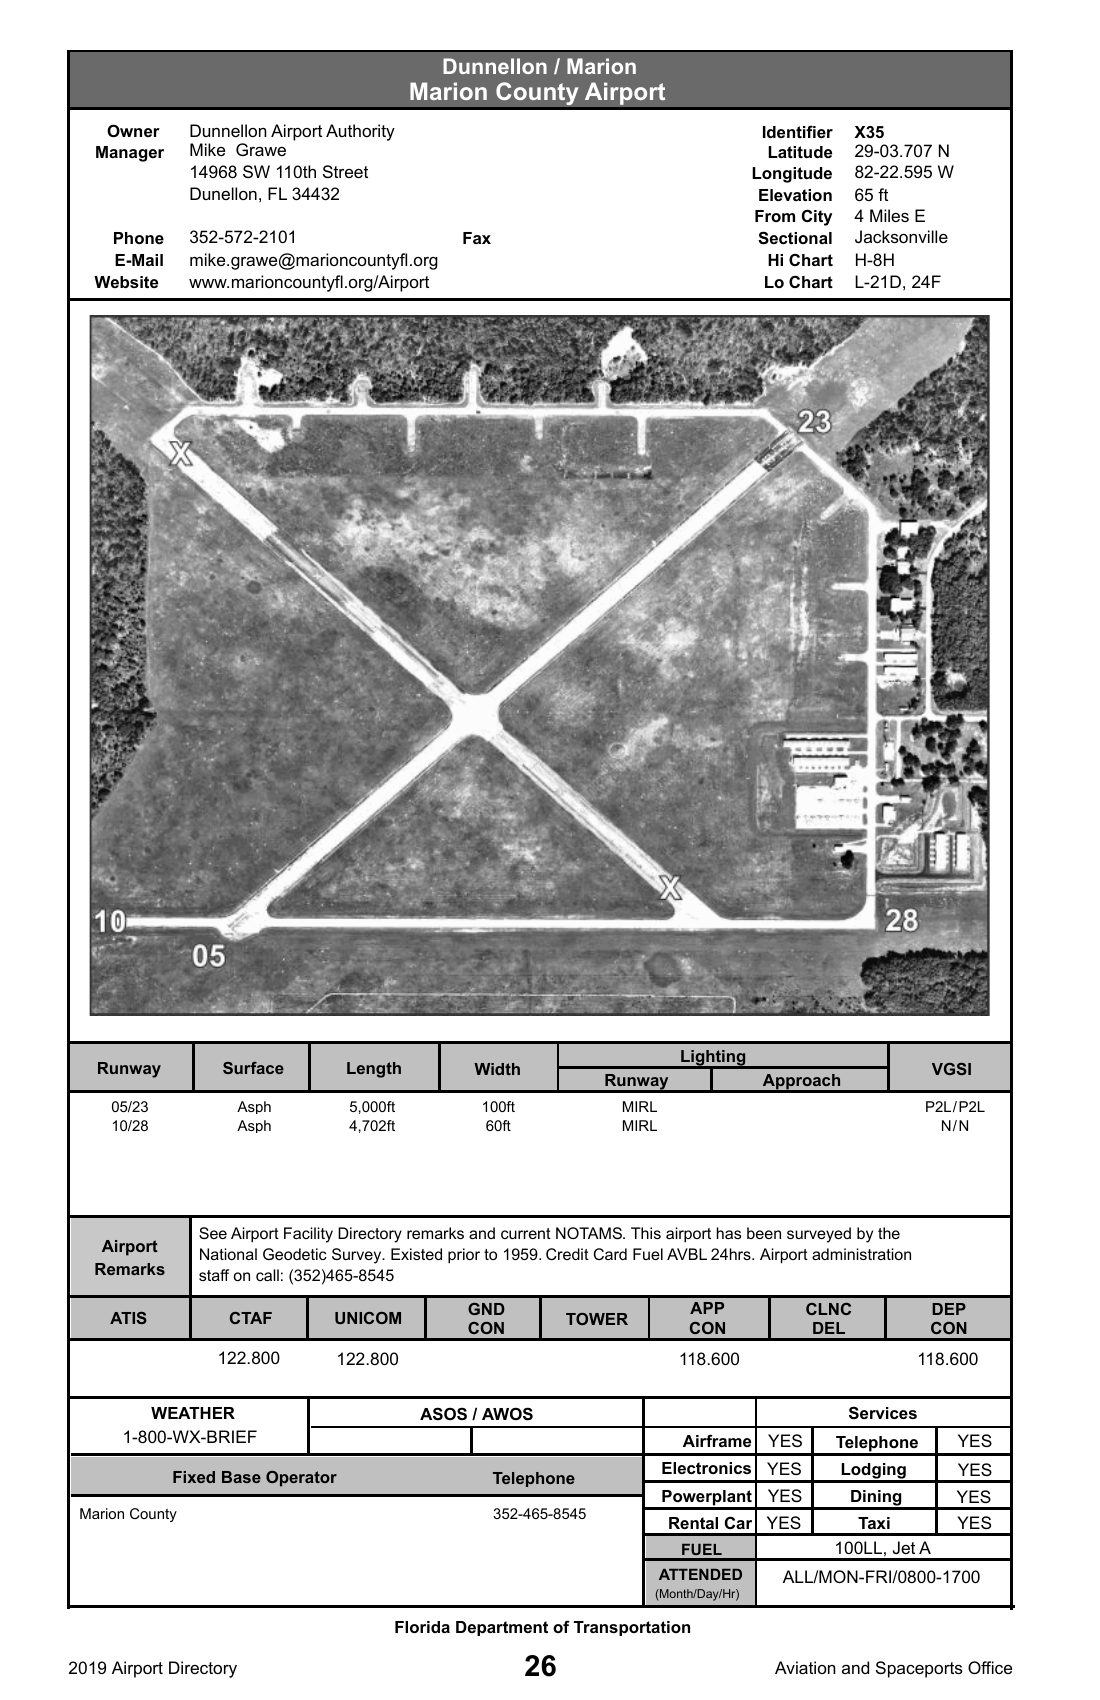 Dunnellon / Marion
Marion County Airport
Owner Dunnellon Airport Authority
Manager Mike Grawe
14968 SW 110th Street
Dunellon, FL 34432
Phone 352-572-2101 Fax
E-Mail mike.grawe@marioncountyfl.org
Website www.marioncountyfl.org/Airport
Identifier X35
Latitude 29-03.707 N
Longitude 82-22.595 W
Elevation 65 ft
From City 4 Miles E
Sectional Jacksonville
Hi Chart H-8H
Lo Chart L-21D, 24F
23
X
X
10
28
05
Runway Surface Length Width Lighting VGSI
Runway Approach
05/23 Asph 5,000ft 100ft MIRL P2L/P2L
10/28 Asph 4,702ft 60ft MIRL N/N
Airport Remarks
See Airport Facility Directory remarks and current NOTAMS. This airport has been surveyed by the
National Geodetic Survey. Existed prior to 1959. Credit Card Fuel AVBL 24hrs. Airport administration
staff on call: (352)465-8545
ATIS CTAF UNICOM GND CON TOWER APP CON CLNC DEL DEP CON
122.800 122.800 118.600 118.600
WEATHER
1-800-WX-BRIEF
ASOS / AWOS
Fixed Base Operator Telephone
Marion County 352-465-8545
Services
Airframe YES Telephone YES
Electronics YES Lodging YES
Powerplant YES Dining YES
Rental Car YES Taxi YES
FUEL 100LL, Jet A
ATTENDED ALL/MON-FRI/0800-1700
(Month/Day/Hr)
Florida Department of Transportation
2019 Airport Directory 26 Aviation and Spaceports Office